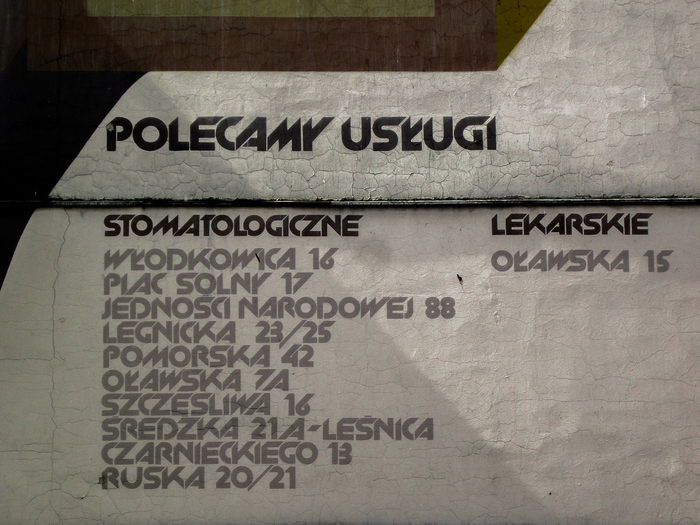 POLECAMY USŁUGI
STOMATOLOGICZNE
WŁODKOWICA 16
PLAC SOLNY 17
JEDNOŚCI NARODOWEJ 88
LEGNICKA 23/25
POMORSKA 42
OŁAWSKA 7A
SZCZĘŚLIWA 16
ŚREDZKA 21A-LEŚNICA
CZARNIECKIEGO 13
RUSKA 20/21
LEKARSKIE
OŁAWSKA 15